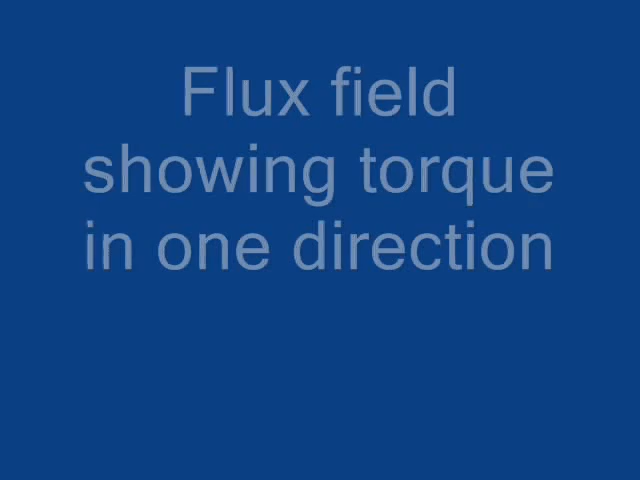 Flux field
showing torque
in one direction